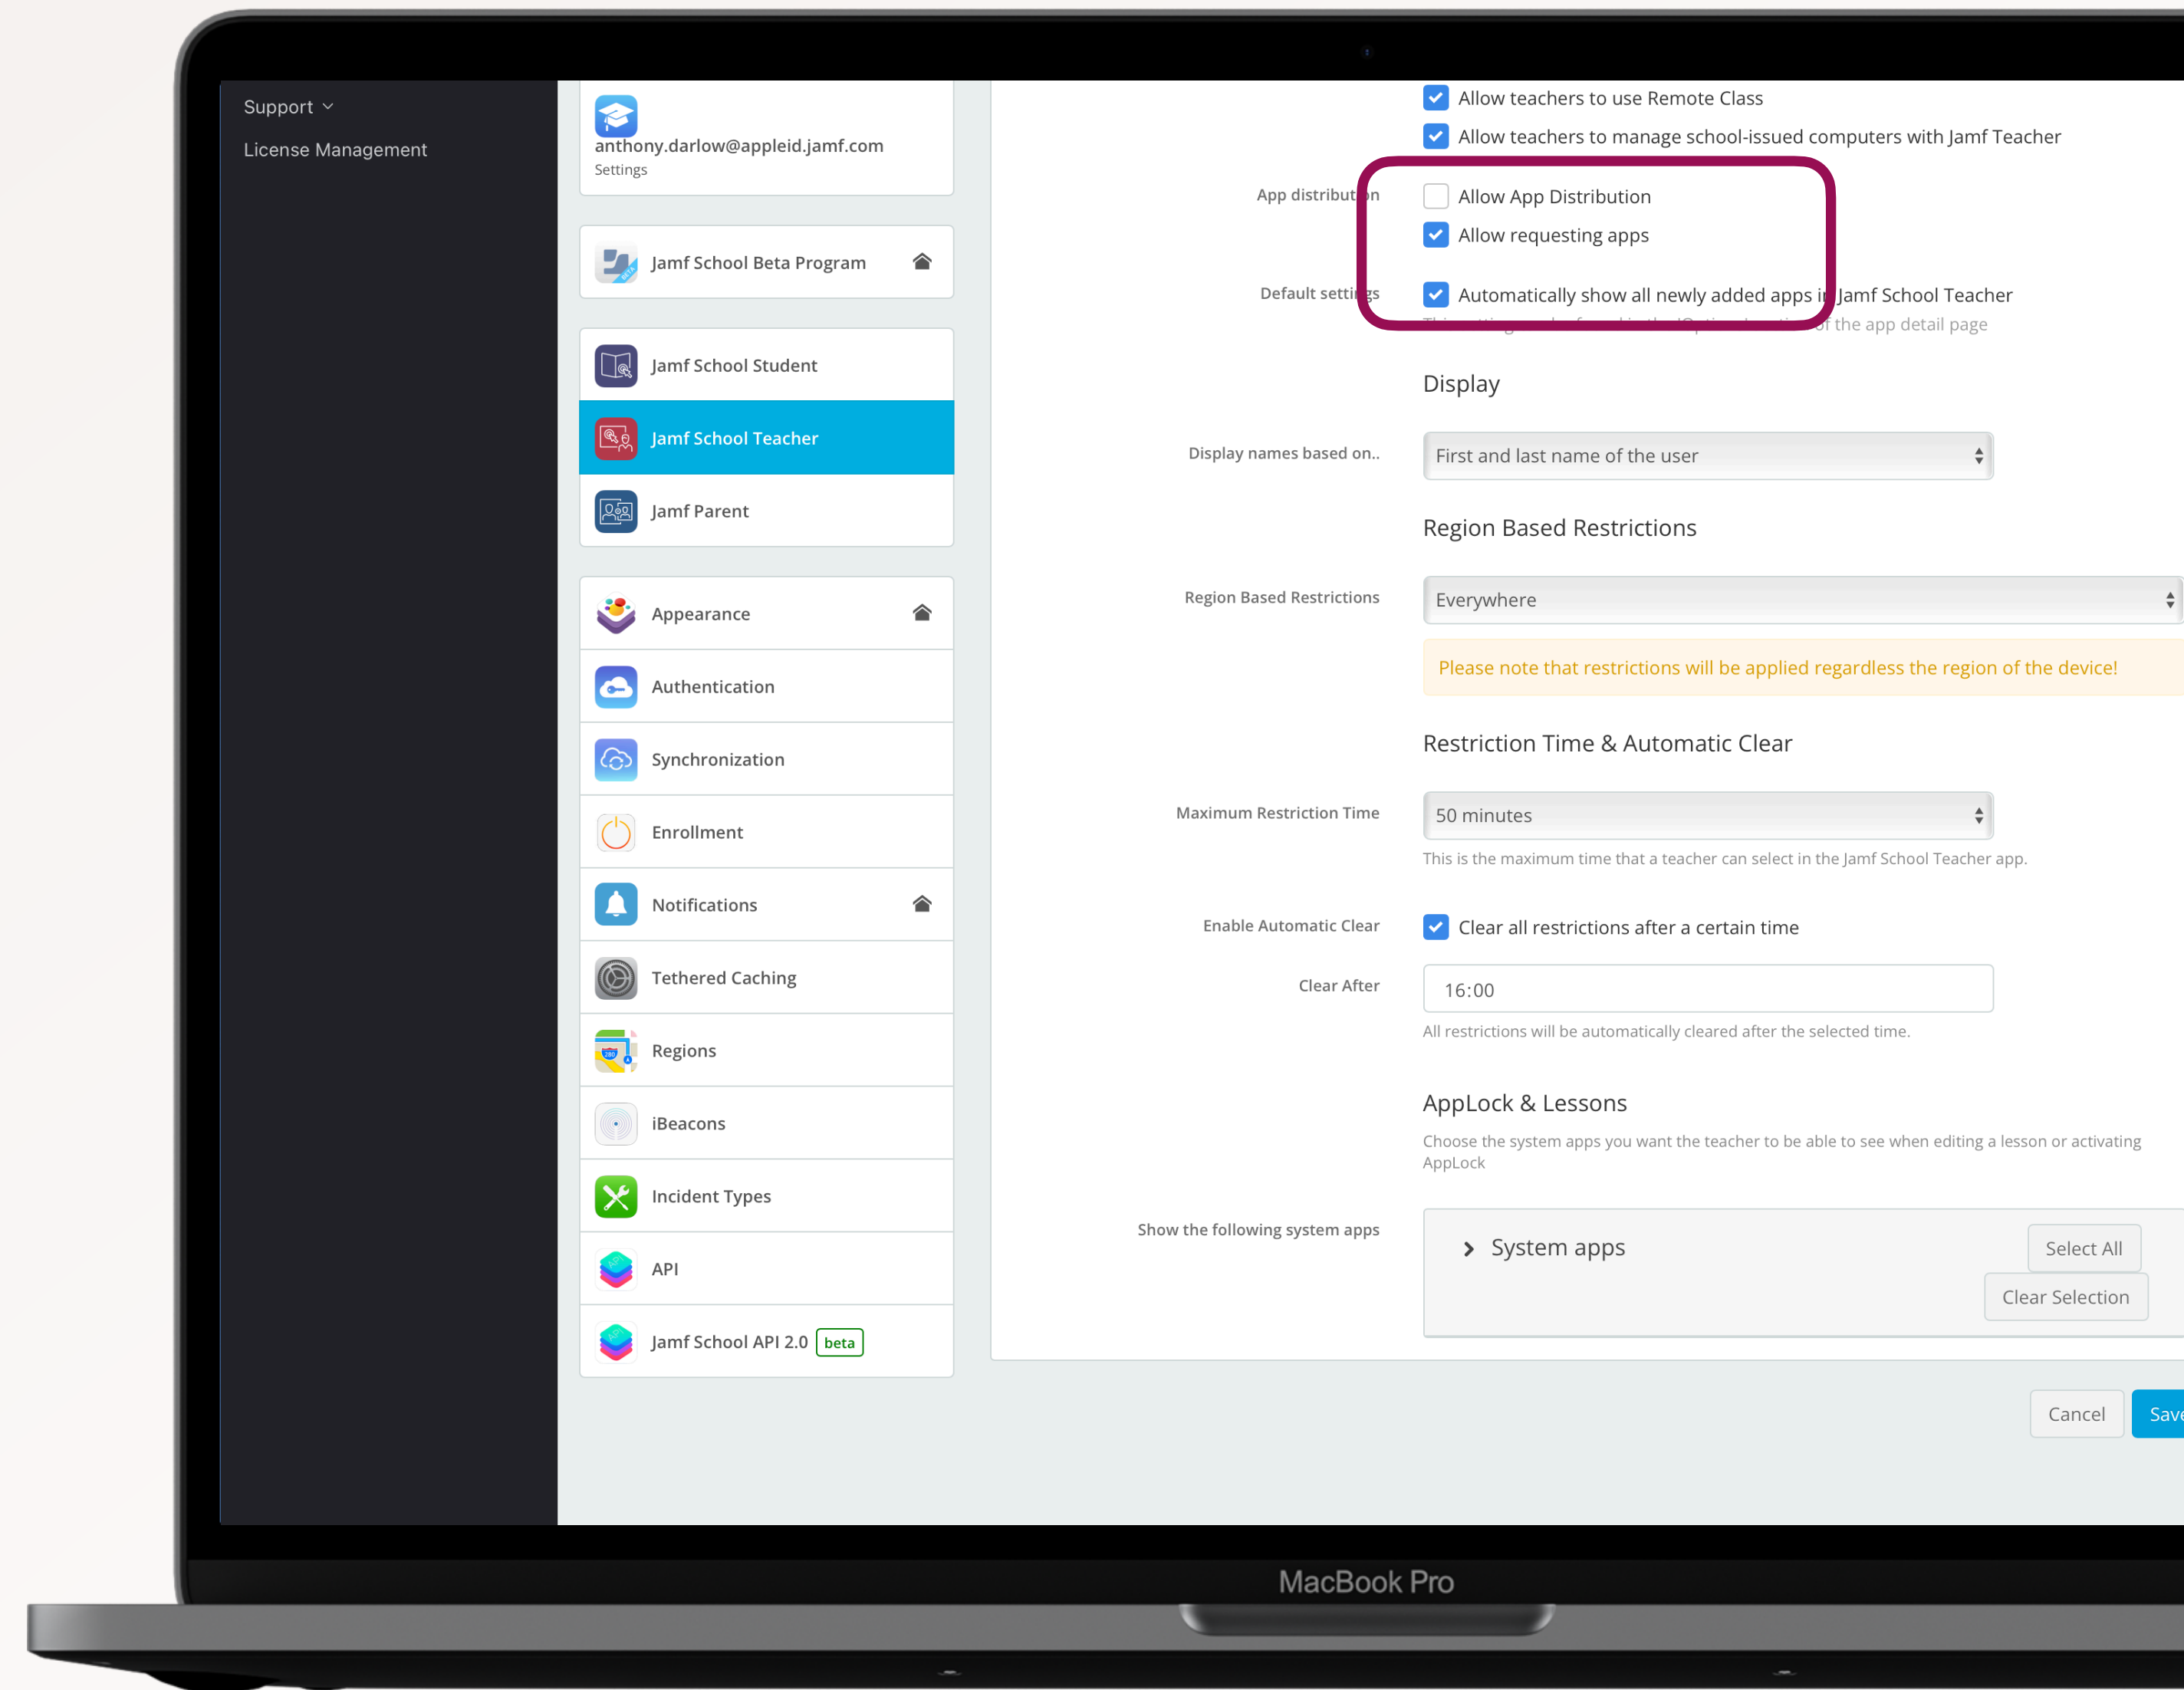 Support
License Management
anthony.darlow@appleid.jamf.com
Settings
Jamf School Beta Program
BETA
Jamf School Student
Jamf School Teacher
Jamf Parent
Appearance
Authentication
Synchronization
Enrollment
Notifications
Tethered Caching
280
Regions
iBeacons
Incident Types
API
API
API
Jamf School API 2.0 beta
Allow teachers to use Remote Class
Allow teachers to manage school-issued computers with Jamf Teacher
App distribution
Allow App Distribution
Allow requesting apps
Default settings
Automatically show all newly added apps in Jamf School Teacher
of the app detail page
Display
Display names based on..
First and last name of the user
Region Based Restrictions
Region Based Restrictions
Everywhere
Please note that restrictions will be applied regardless the region of the device!
Restriction Time & Automatic Clear
Maximum Restriction Time
50 minutes
This is the maximum time that a teacher can select in the Jamf School Teacher app.
Enable Automatic Clear
Clear all restrictions after a certain time
Clear After
16:00
All restrictions will be automatically cleared after the selected time.
AppLock & Lessons
Choose the system apps you want the teacher to be able to see when editing a lesson or activating
AppLock
Show the following system apps
System apps
Select All
Clear Selection
Cancel
Save
MacBook Pro